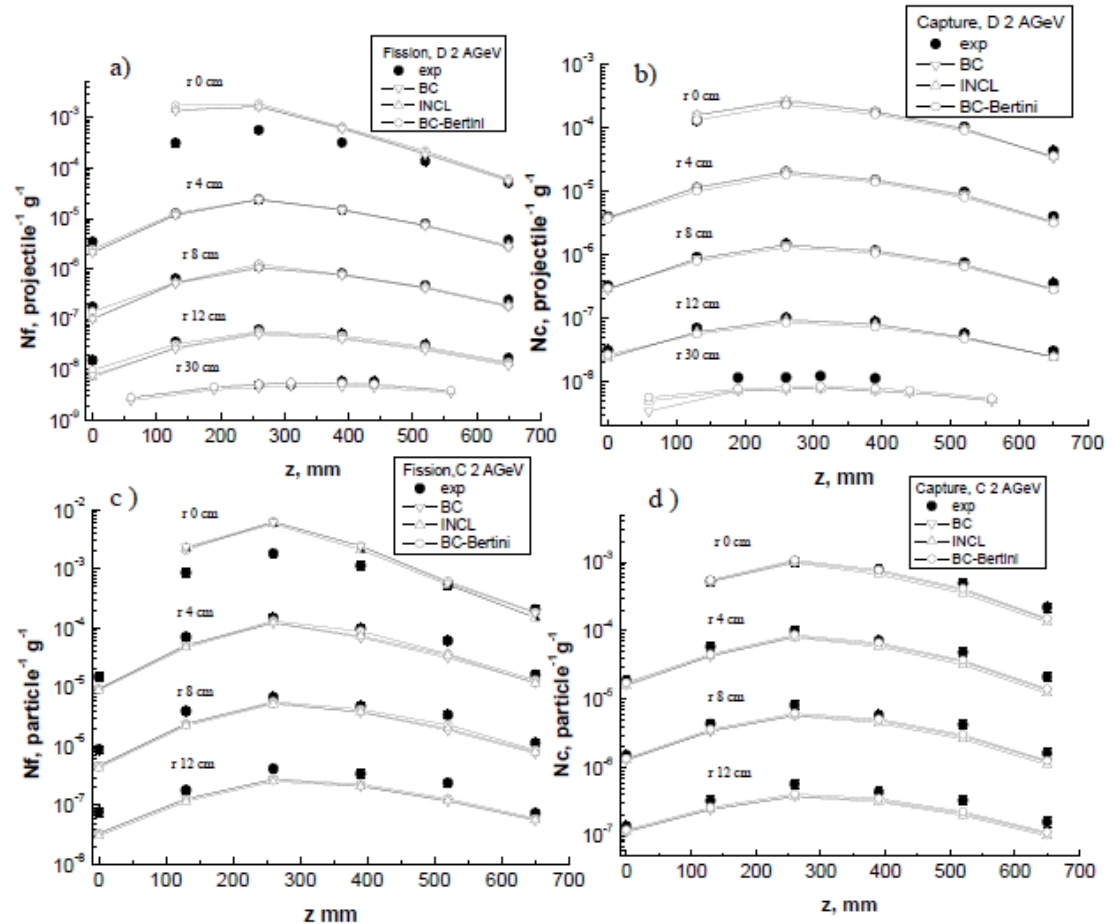 a)
Fission, D 2 AGeV
exp
BC
INCL
BC-Bertini
r 0 cm
r 4 cm
r 8 cm
r 12 cm
r 30 cm
10⁻³
10⁻⁴
10⁻⁵
10⁻⁶
10⁻⁷
10⁻⁸
10⁻⁹
Nf, projectile⁻¹ g⁻¹
0 100 200 300 400 500 600 700
z, mm
b)
Capture, D 2 AGeV
exp
BC
INCL
BC-Bertini
r 0 cm
r 4 cm
r 8 cm
r 12 cm
r 30 cm
10⁻³
10⁻⁴
10⁻⁵
10⁻⁶
10⁻⁷
10⁻⁸
Nc, projectile⁻¹ g⁻¹
0 100 200 300 400 500 600 700
z, mm
c )
Fission,C 2 AGeV
exp
BC
INCL
BC-Bertini
r 0 cm
r 4 cm
r 8 cm
r 12 cm
10⁻²
10⁻³
10⁻⁴
10⁻⁵
10⁻⁶
10⁻⁷
10⁻⁸
Nf, particle⁻¹ g⁻¹
0 100 200 300 400 500 600 700
z mm
d )
Capture, C 2 AGeV
exp
BC
INCL
BC-Bertini
r 0 cm
r 4 cm
r 8 cm
r 12 cm
10⁻²
10⁻³
10⁻⁴
10⁻⁵
10⁻⁶
10⁻⁷
Nc, particle⁻¹ g⁻¹
0 100 200 300 400 500 600 700
z, mm